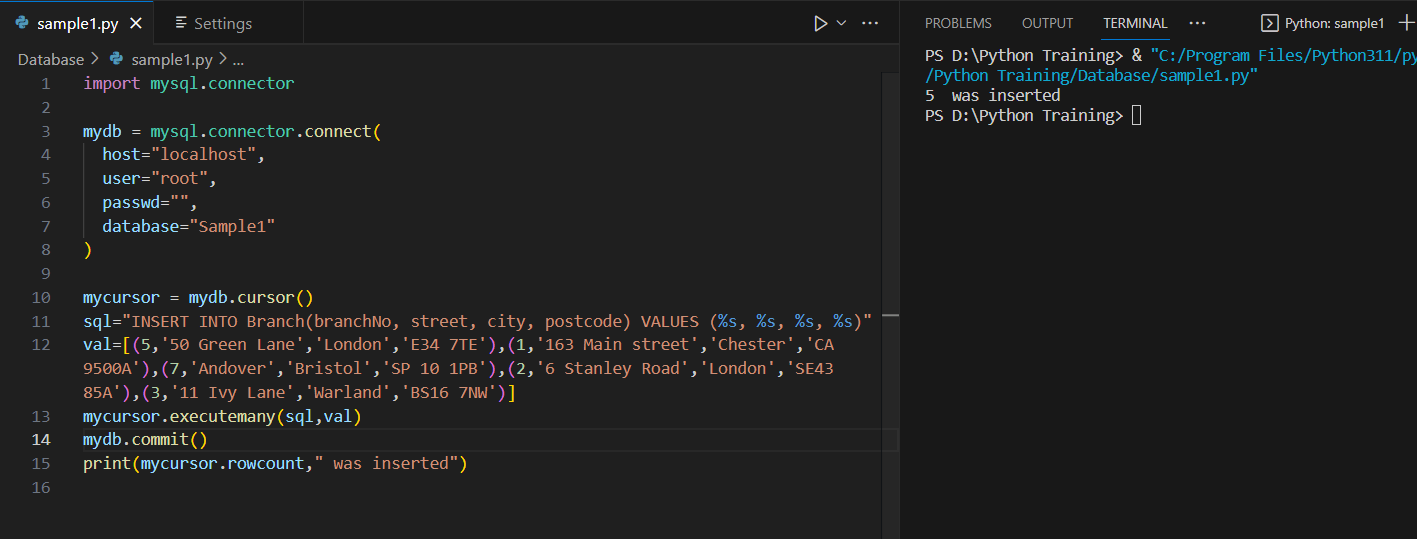 sample1.py
Settings
Database > sample1.py > ...
1 import mysql.connector
2
3 mydb = mysql.connector.connect(
4 host="localhost",
5 user="root",
6 passwd="",
7 database="Sample1"
8 )
9
10 mycursor = mydb.cursor()
11 sql="INSERT INTO Branch(branchNo, street, city, postcode) VALUES (%s, %s, %s, %s)"
12 val=[(5,'50 Green Lane','London','E34 7TE'),(1,'163 Main street','Chester','CA
9500A'),(7,'Andover','Bristol','SP 10 1PB'),(2,'6 Stanley Road','London','SE43
85A'),(3,'11 Ivy Lane','Warland','BS16 7NW')]
13 mycursor.executemany(sql,val)
14 mydb.commit()
15 print(mycursor.rowcount," was inserted")
16
PROBLEMS OUTPUT TERMINAL ... Python: sample1
PS D:\Python Training> & "C:/Program Files/Python311/py
/Python Training/Database/sample1.py"
5  was inserted
PS D:\Python Training>